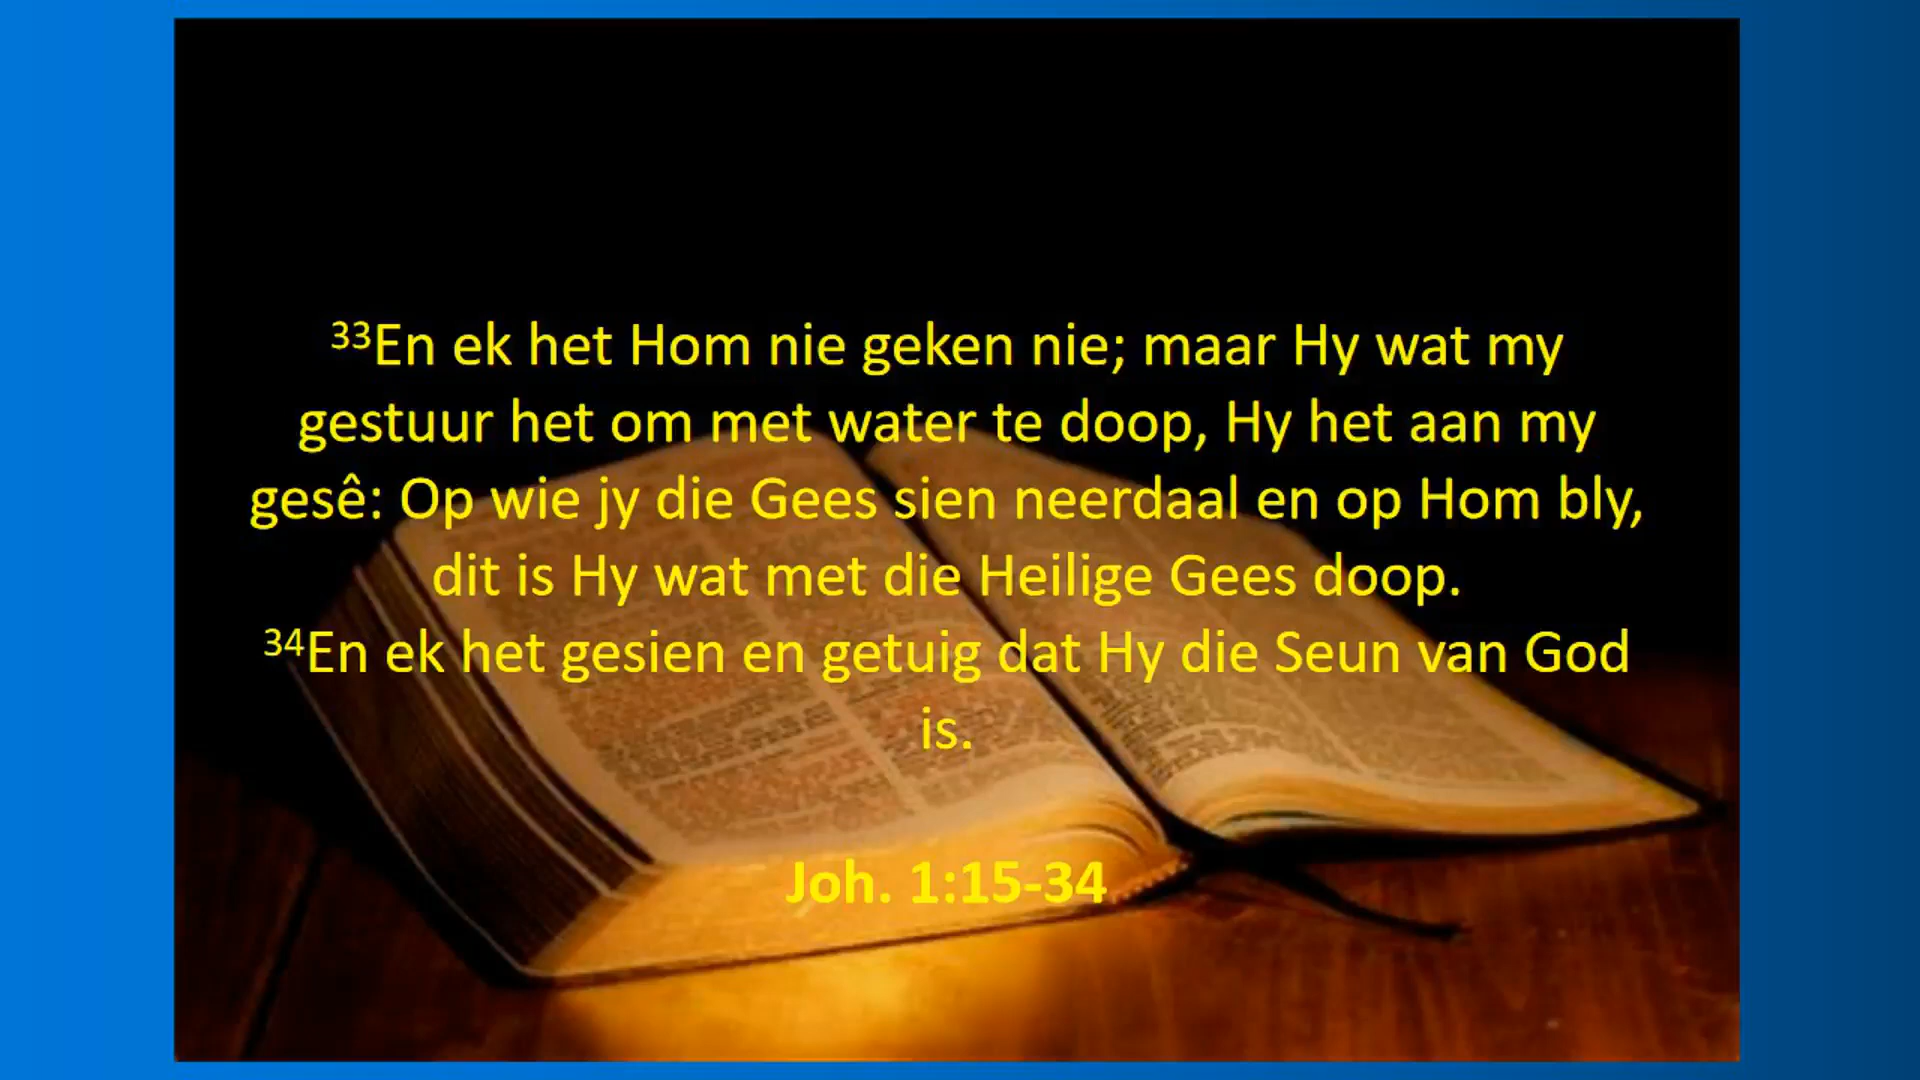 ³³En ek het Hom nie geken nie; maar Hy wat my
gestuur het om met water te doop, Hy het aan my
gesê: Op wie jy die Gees sien neerdaal en op Hom bly,
dit is Hy wat met die Heilige Gees doop.
³⁴En ek het gesien en getuig dat Hy die Seun van God
is.
Joh. 1:15-34